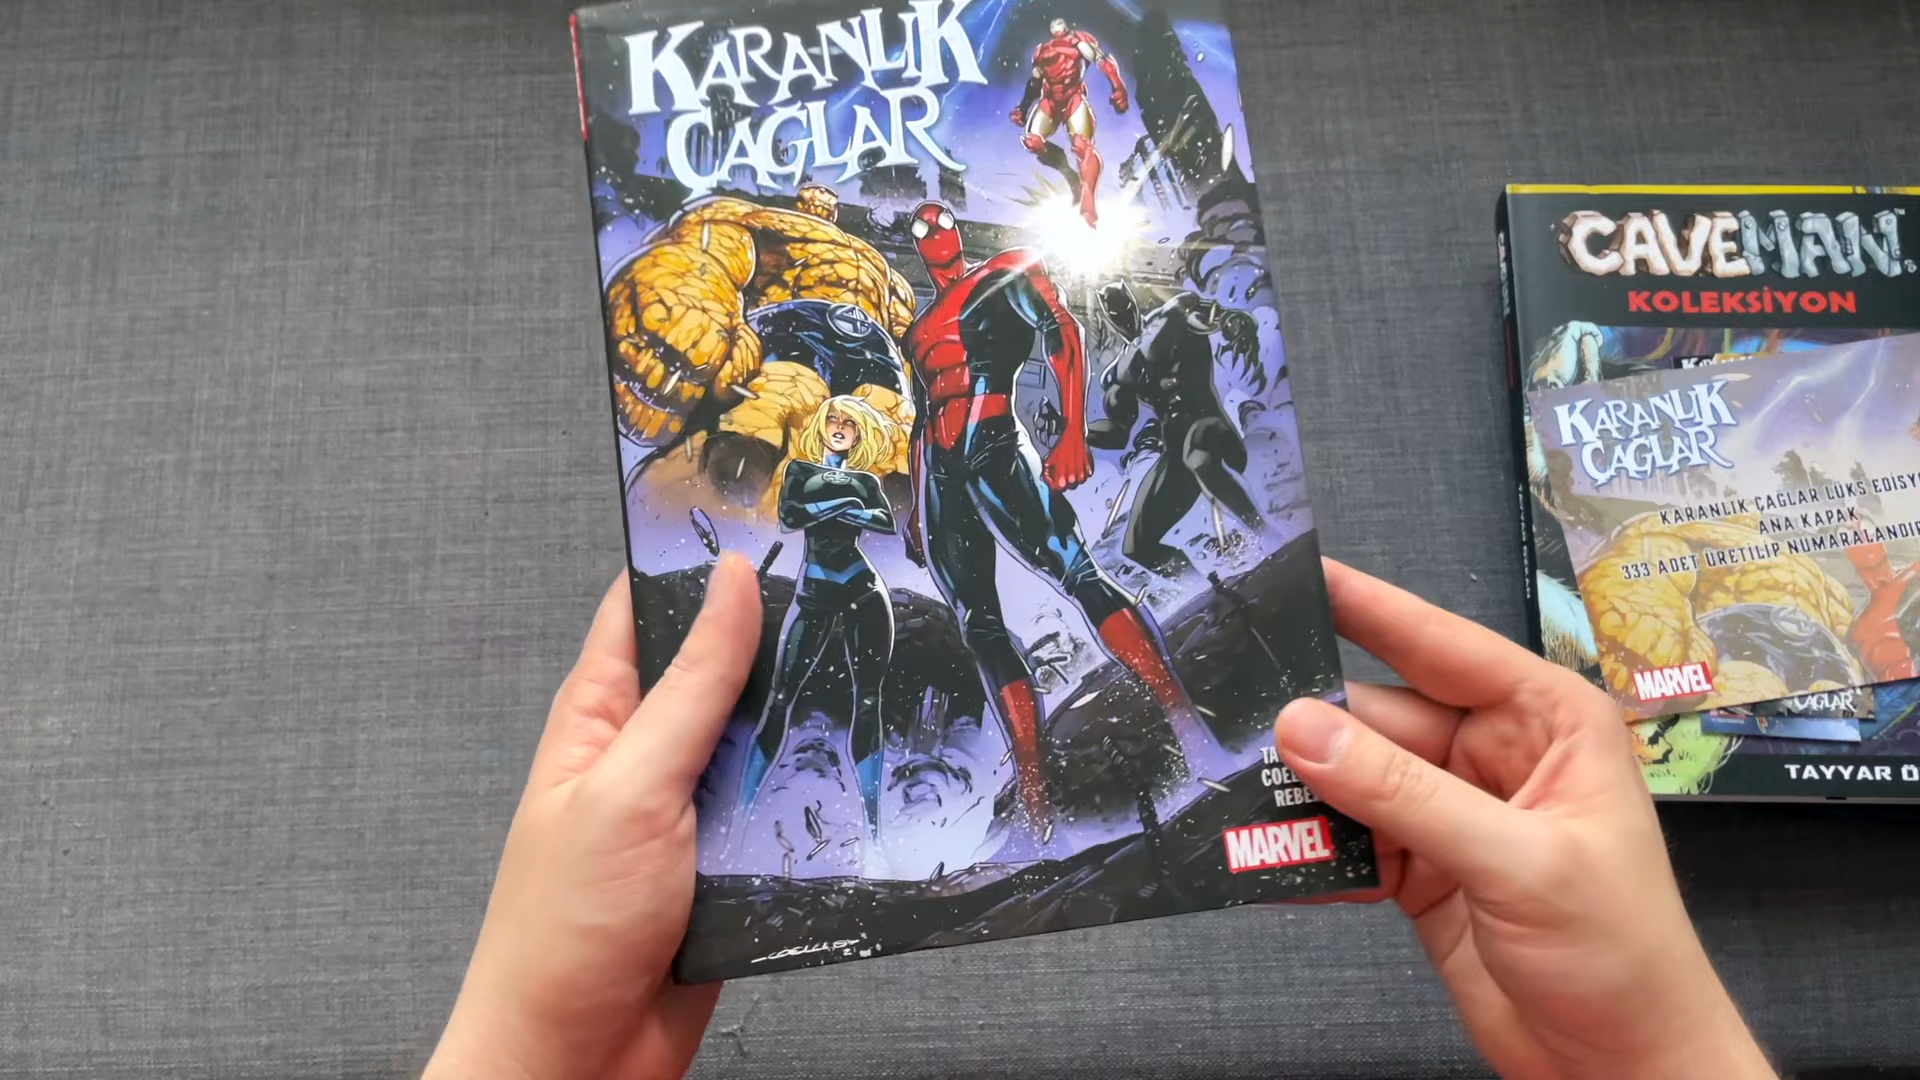 KARANLIK
ÇAĞLAR
MARVEL
CAVEMAN
KOLEKSİYON
KARANLIK
ÇAĞLAR
KARANLIK ÇAĞLAR LÜKS
ANA KAPAK
333 ADET ÜRETİLİP
MARVEL
ÇAĞLAR
TAYYAR